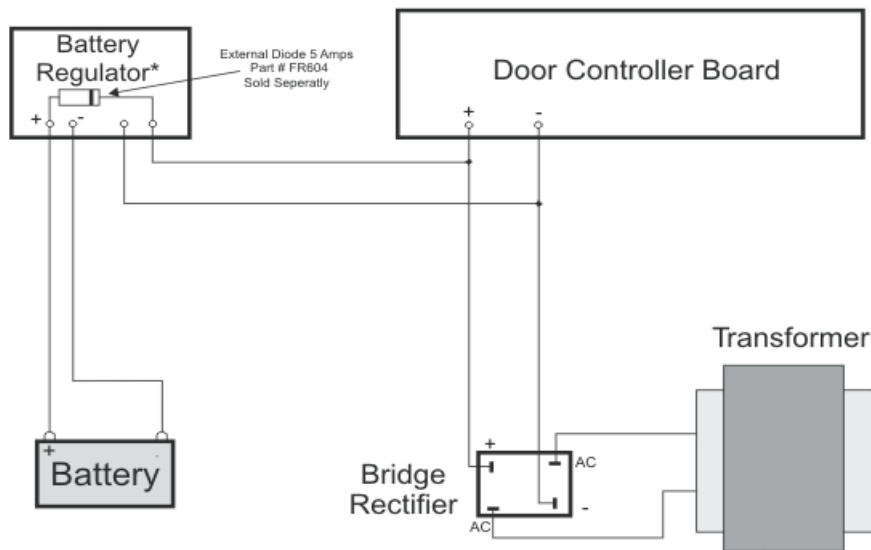 Battery
Regulator*
External Diode 5 Amps
Part # FR604
Sold Seperatly
+ -
Door Controller Board
+ -
Transformer
+
Battery
-
Bridge
Rectifier
+
AC
AC
-